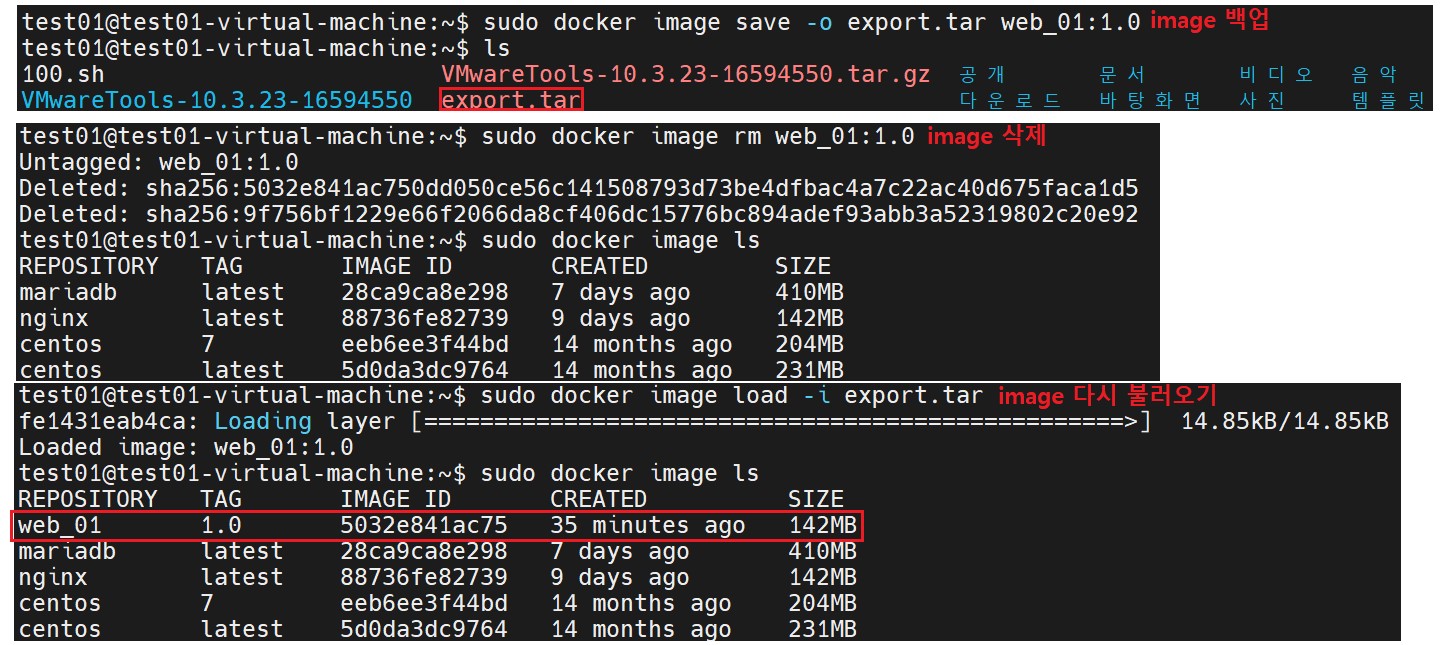 test01@test01-virtual-machine:~$ sudo docker image save -o export.tar web_01:1.0 image 백업
test01@test01-virtual-machine:~$ ls
100.sh VMwareTools-10.3.23-16594550.tar.gz 공개 문서 비디오 음악
VMwareTools-10.3.23-16594550 export.tar 다운로드 바탕화면 사진 템플릿
test01@test01-virtual-machine:~$ sudo docker image rm web_01:1.0 image 삭제
Untagged: web_01:1.0
Deleted: sha256:5032e841ac750dd050ce56c141508793d73be4dfbac4a7c22ac40d675faca1d5
Deleted: sha256:9f756bf1229e66f2066da8cf406dc15776bc894adef93abb3a52319802c20e92
test01@test01-virtual-machine:~$ sudo docker image ls
REPOSITORY TAG IMAGE ID CREATED SIZE
mariadb latest 28ca9ca8e298 7 days ago 410MB
nginx latest 88736fe82739 9 days ago 142MB
centos 7 eeb6ee3f44bd 14 months ago 204MB
centos latest 5d0da3dc9764 14 months ago 231MB
test01@test01-virtual-machine:~$ sudo docker image load -i export.tar image 다시 불러오기
fe1431eab4ca: Loading layer [==================================================>] 14.85kB/14.85kB
Loaded image: web_01:1.0
test01@test01-virtual-machine:~$ sudo docker image ls
REPOSITORY TAG IMAGE ID CREATED SIZE
web_01 1.0 5032e841ac75 35 minutes ago 142MB
mariadb latest 28ca9ca8e298 7 days ago 410MB
nginx latest 88736fe82739 9 days ago 142MB
centos 7 eeb6ee3f44bd 14 months ago 204MB
centos latest 5d0da3dc9764 14 months ago 231MB